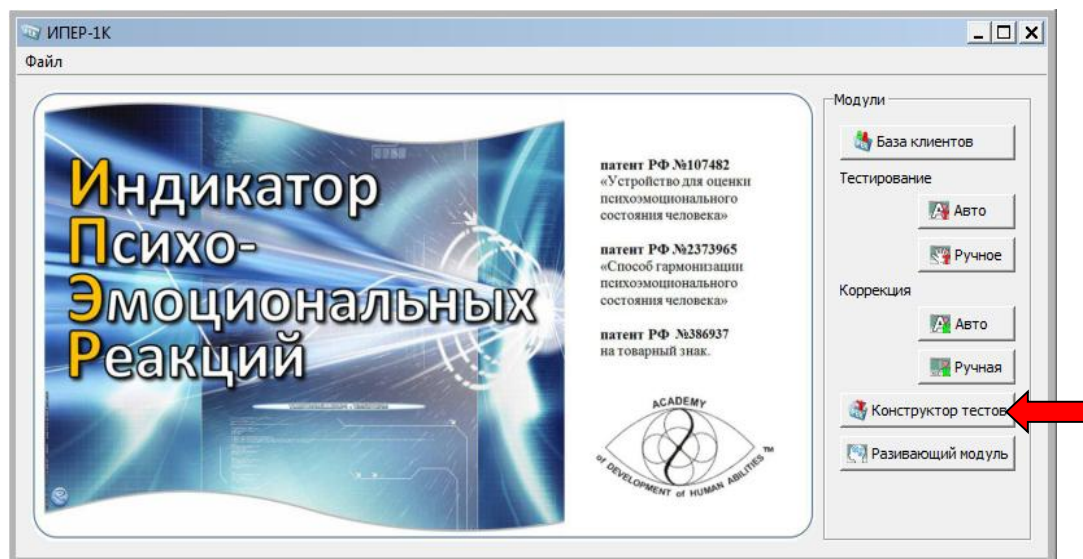 ИПЕР-1К
Файл
Индикатор
Психо-
Эмоциональных
Реакций
патент РФ №107482
«Устройство для оценки
психоэмоционального
состояния человека»
патент РФ №2373965
«Способ гармонизации
психоэмоционального
состояния человека»
патент РФ №386937
на товарный знак.
ACADEMY
of DEVELOPMENT of HUMAN ABILITIES ™
Модули
База клиентов
Тестирование
Авто
Ручное
Коррекция
Авто
Ручная
Конструктор тестов
Развивающий модуль